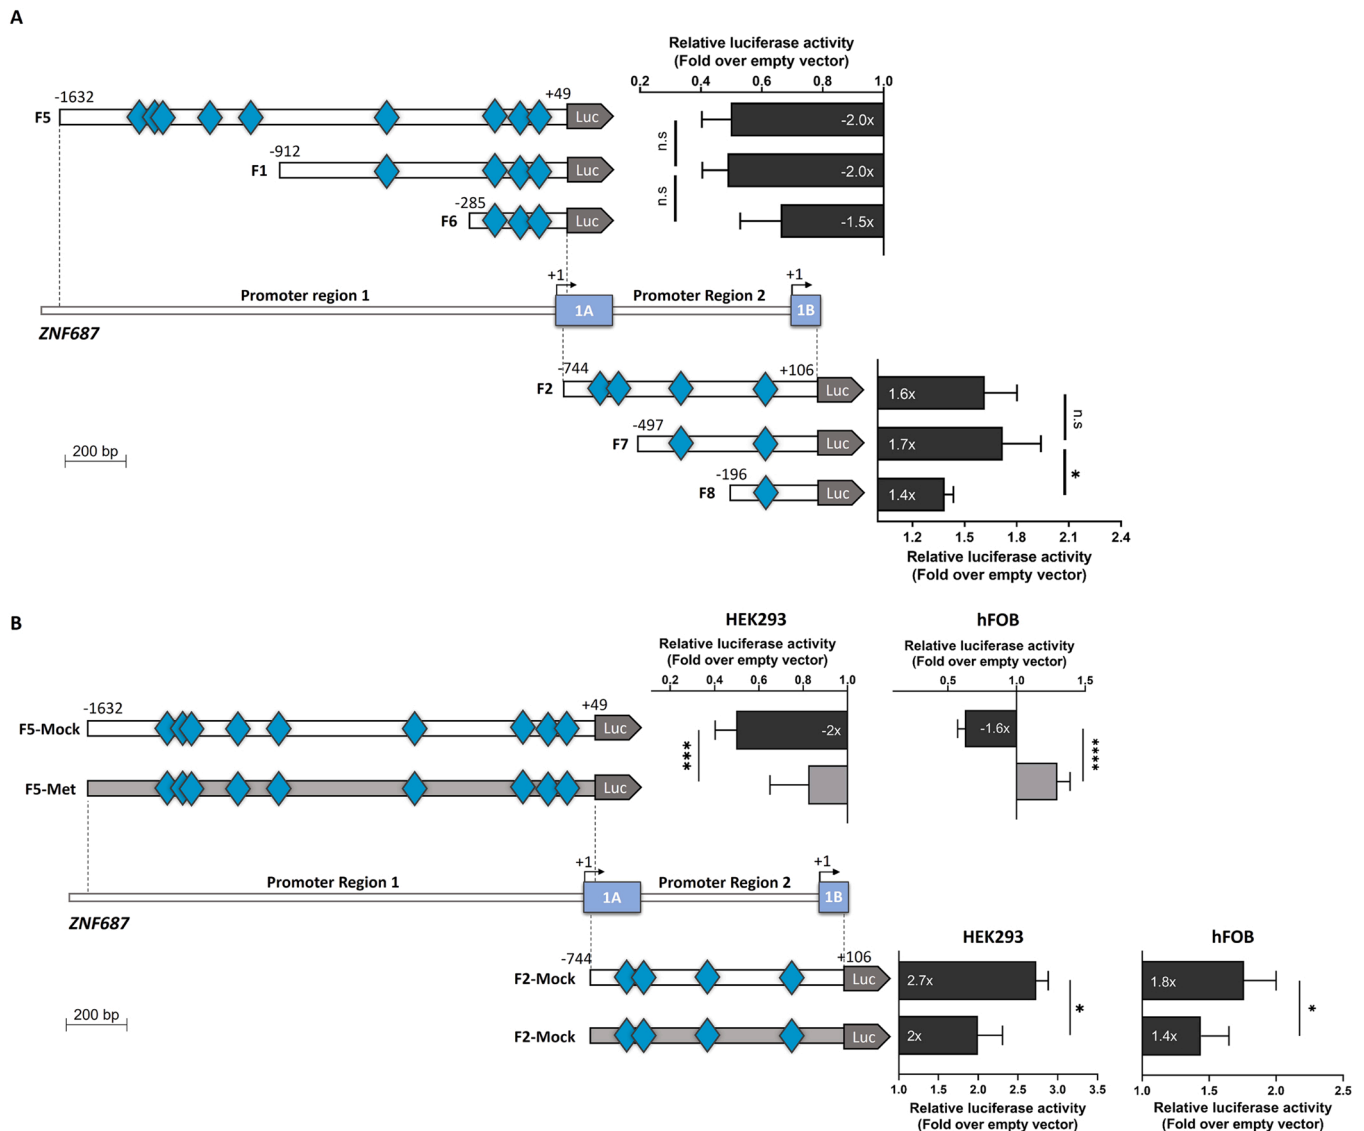 A
Relative luciferase activity
(Fold over empty vector)
0.2 0.4 0.6 0.8 1.0
-1632 +49
F5 Luc -2.0x
n.s
-912
F1 Luc -2.0x
n.s
-285
F6 Luc -1.5x
Promoter region 1 +1 Promoter Region 2 +1
1A 1B
ZNF687
-744 +106
F2 Luc 1.6x
n.s
-497
F7 Luc 1.7x
200 bp
*
-196
F8 Luc 1.4x
1.2 1.5 1.8 2.1 2.4
Relative luciferase activity
(Fold over empty vector)
B
HEK293 hFOB
Relative luciferase activity Relative luciferase activity
(Fold over empty vector) (Fold over empty vector)
0.2 0.4 0.6 0.8 1.0 0.5 1.0 1.5
-1632 +49
F5-Mock Luc -2x -1.6x
*** ****
F5-Met Luc
Promoter Region 1 +1 Promoter Region 2 +1
1A 1B
ZNF687
HEK293 hFOB
-744 +106
F2-Mock Luc 2.7x 1.8x
* *
200 bp
F2-Mock Luc 2x 1.4x
1.0 1.5 2.0 2.5 3.0 3.5 1.0 1.5 2.0 2.5
Relative luciferase activity Relative luciferase activity
(Fold over empty vector) (Fold over empty vector)